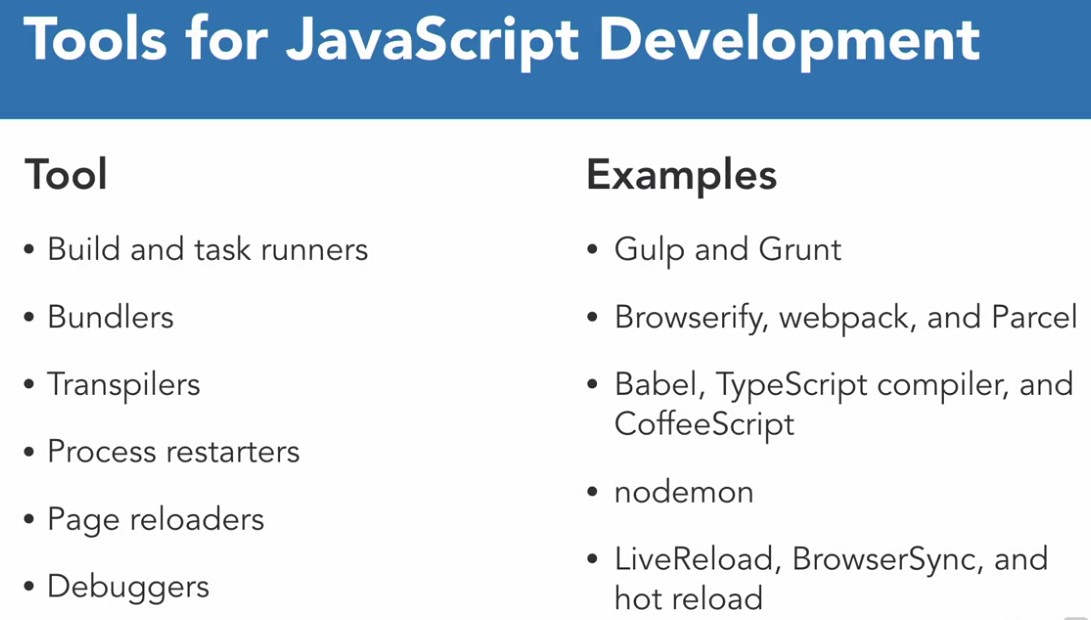 Tools for JavaScript Development
Tool
• Build and task runners
• Bundlers
• Transpilers
• Process restarters
• Page reloaders
• Debuggers
Examples
• Gulp and Grunt
• Browserify, webpack, and Parcel
• Babel, TypeScript compiler, and
CoffeeScript
• nodemon
• LiveReload, BrowserSync, and
hot reload